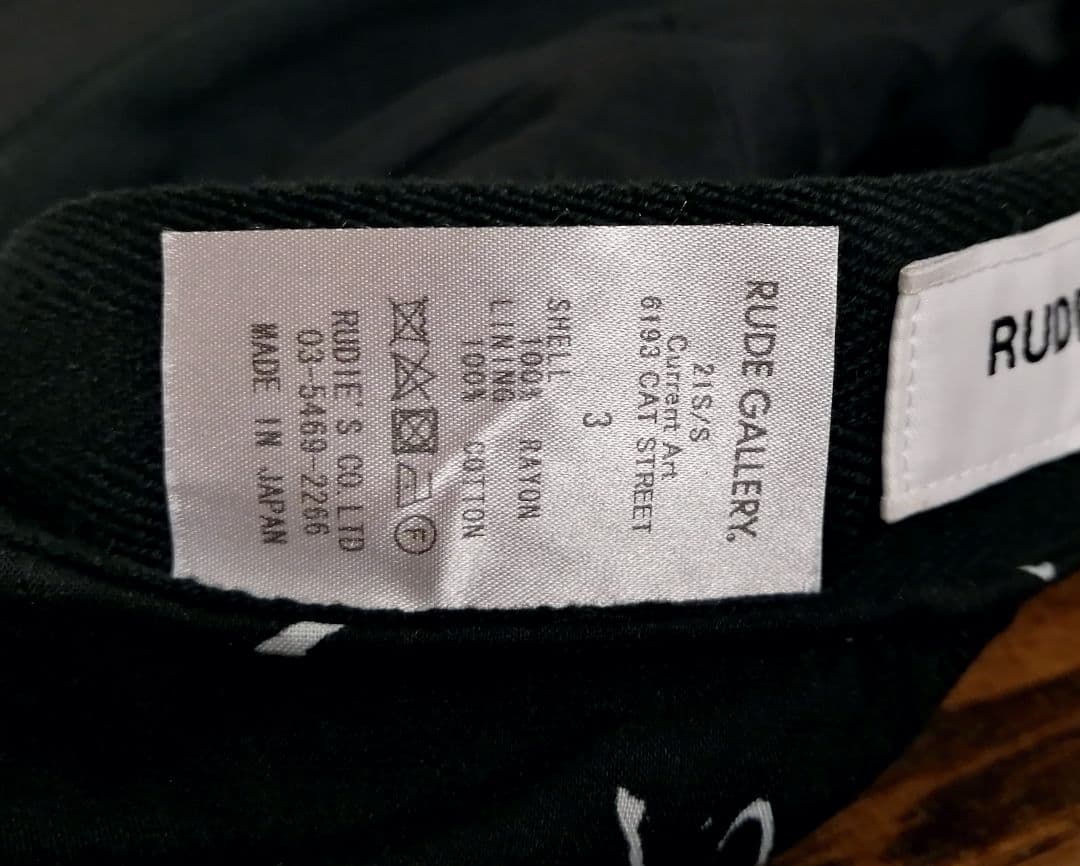 RUDE GALLERY.
21S/S
Current Art
6193 CAT STREET
3
SHELL
100% RAYON
LINING
100% COTTON
F
RUDIE'S CO.LTD
03-5469-2266
MADE IN JAPAN